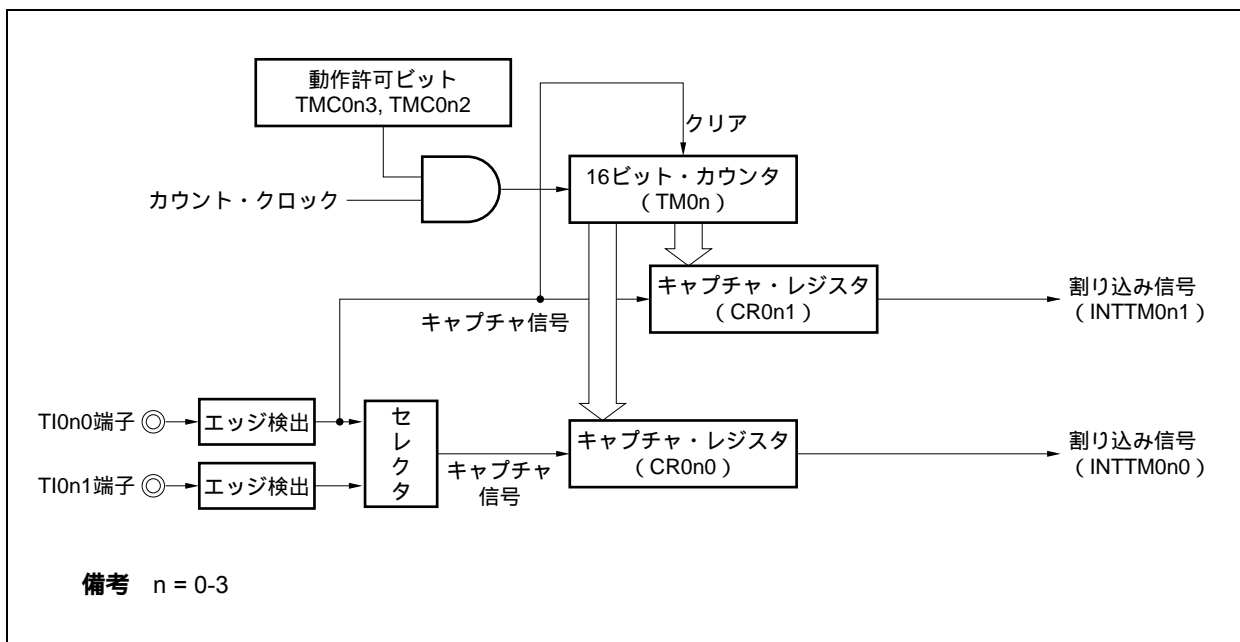 動作許可ビット
TMC0n3, TMC0n2
クリア
カウント・クロック
16ビット・カウンタ
（TM0n）
キャプチャ・レジスタ
（CR0n1）
割り込み信号
（INTTM0n1）
キャプチャ信号
TI0n0端子
エッジ検出
TI0n1端子
エッジ検出
セレクタ
キャプチャ
信号
キャプチャ・レジスタ
（CR0n0）
割り込み信号
（INTTM0n0）
備考 n = 0-3